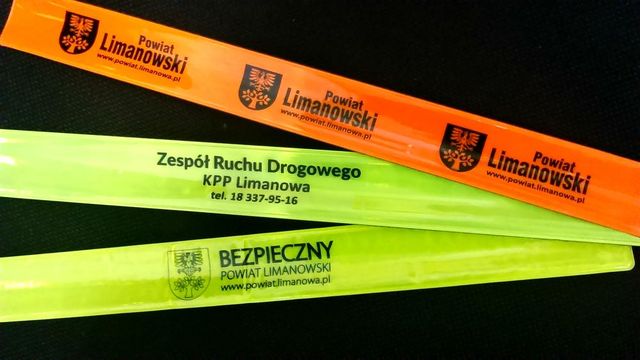 Powiat
Limanowski
www.powiat.limanowa.pl
Powiat
Limanowski
www.powiat.limanowa.pl
Powiat
Limanowski
www.powiat.limanowa.pl
Zespół Ruchu Drogowego
KPP Limanowa
tel. 18 337-95-16
BEZPIECZNY
POWIAT LIMANOWSKI
www.powiat.limanowa.pl